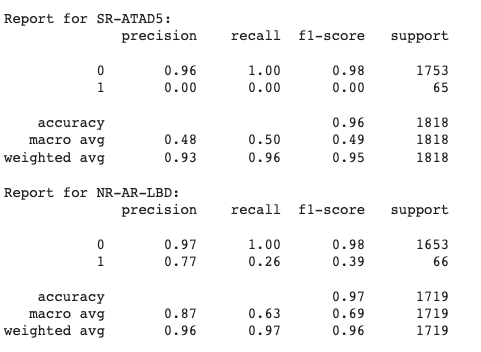 Report for SR-ATAD5:
precision recall f1-score support
0 0.96 1.00 0.98 1753
1 0.00 0.00 0.00 65
accuracy 0.96 1818
macro avg 0.48 0.50 0.49 1818
weighted avg 0.93 0.96 0.95 1818
Report for NR-AR-LBD:
precision recall f1-score support
0 0.97 1.00 0.98 1653
1 0.77 0.26 0.39 66
accuracy 0.97 1719
macro avg 0.87 0.63 0.69 1719
weighted avg 0.96 0.97 0.96 1719